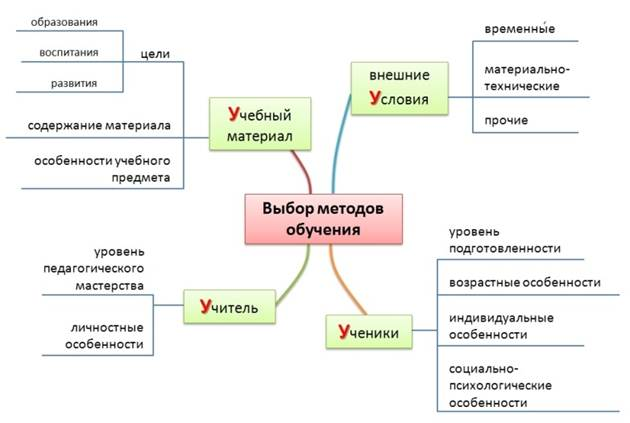 образования
воспитания
развития
цели
Учебный
материал
содержание материала
особенности учебного
предмета
внешние
Условия
временны́е
материально-
технические
прочие
Выбор методов
обучения
уровень
педагогического
мастерства
личностные
особенности
Учитель
Ученики
уровень
подготовленности
возрастные особенности
индивидуальные
особенности
социально-
психологические
особенности